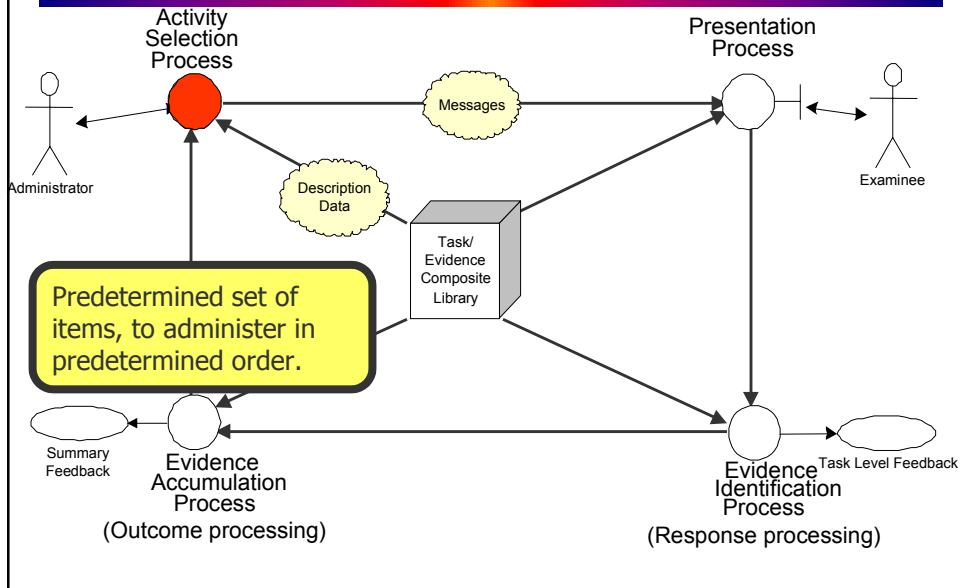 Activity
Selection
Process
Presentation
Process
Messages
Administrator
Examinee
Description
Data
Task/
Evidence
Composite
Library
Predetermined set of
items, to administer in
predetermined order.
Summary
Feedback
Evidence
Accumulation
Process
(Outcome processing)
Evidence
Identification
Process
(Response processing)
Task Level Feedback